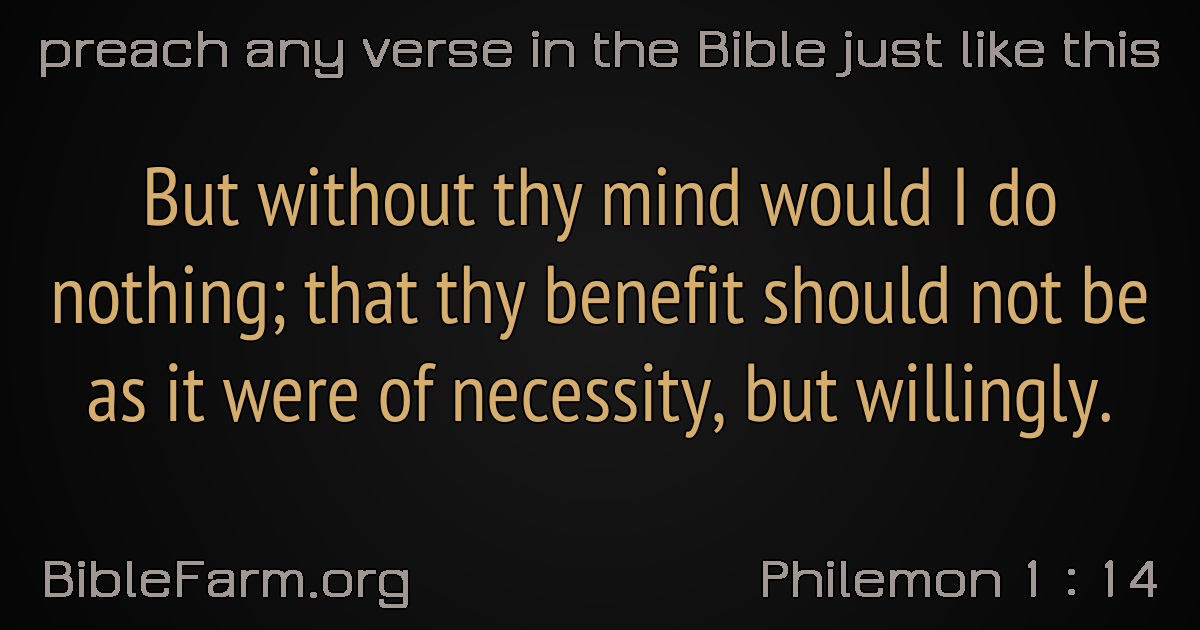 preach any verse in the Bible just like this
But without thy mind would I do
nothing; that thy benefit should not be
as it were of necessity, but willingly.
BibleFarm.org
Philemon 1 : 14